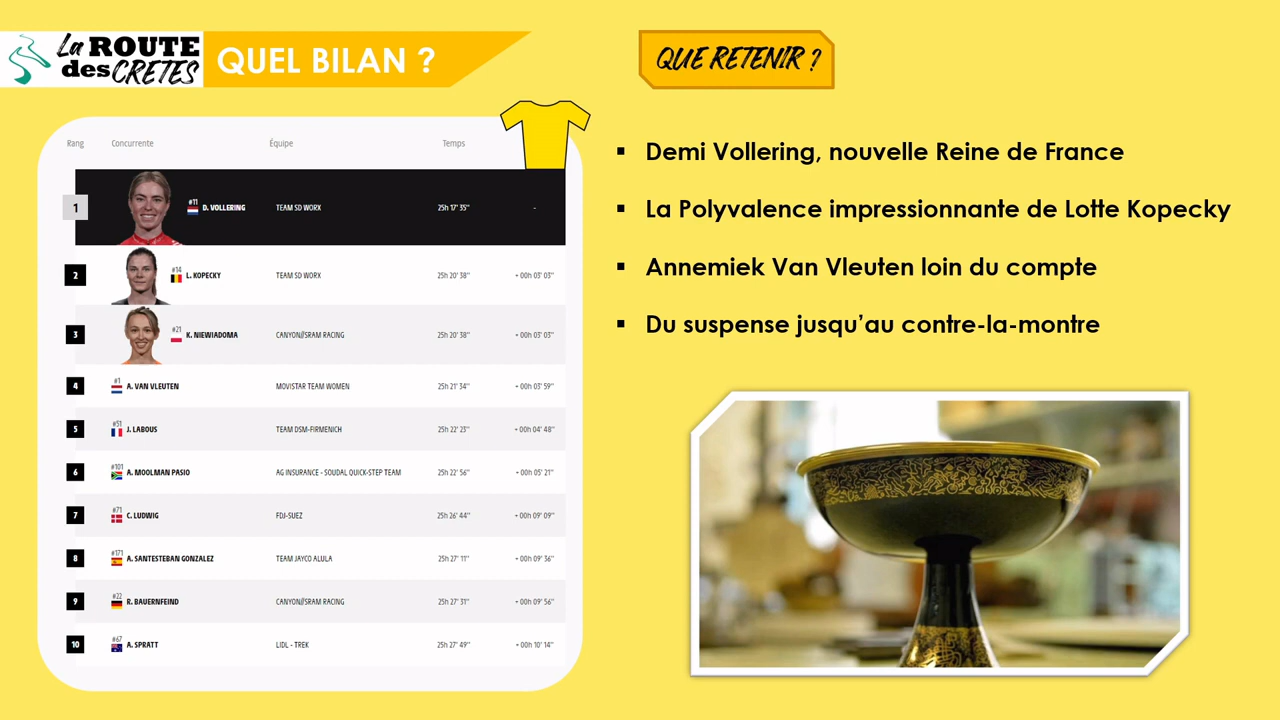 La ROUTE
des CRETES
QUEL BILAN ?
QUE RETENIR ?
Rang Concurrente Équipe Temps
1 #11 D. VOLLERING TEAM SD WORX 25h 17' 35'' -
2 #14 L. KOPECKY TEAM SD WORX 25h 20' 38'' + 00h 03' 03''
3 #21 K. NIEWIADOMA CANYON//SRAM RACING 25h 20' 38'' + 00h 03' 03''
4 #1 A. VAN VLEUTEN MOVISTAR TEAM WOMEN 25h 21' 34'' + 00h 03' 59''
5 #51 J. LABOUS TEAM DSM-FIRMENICH 25h 22' 23'' + 00h 04' 48''
6 #101 A. MOOLMAN PASIO AG INSURANCE - SOUDAL QUICK-STEP TEAM 25h 22' 56'' + 00h 05' 21''
7 #71 C. LUDWIG FDJ-SUEZ 25h 26' 44'' + 00h 09' 09''
8 #171 A. SANTESTEBAN GONZALEZ TEAM JAYCO ALULA 25h 27' 11'' + 00h 09' 36''
9 #22 R. BAUERNFEIND CANYON//SRAM RACING 25h 27' 31'' + 00h 09' 56''
10 #67 A. SPRATT LIDL - TREK 25h 27' 49'' + 00h 10' 14''
▪ Demi Vollering, nouvelle Reine de France
▪ La Polyvalence impressionnante de Lotte Kopecky
▪ Annemiek Van Vleuten loin du compte
▪ Du suspense jusqu’au contre-la-montre